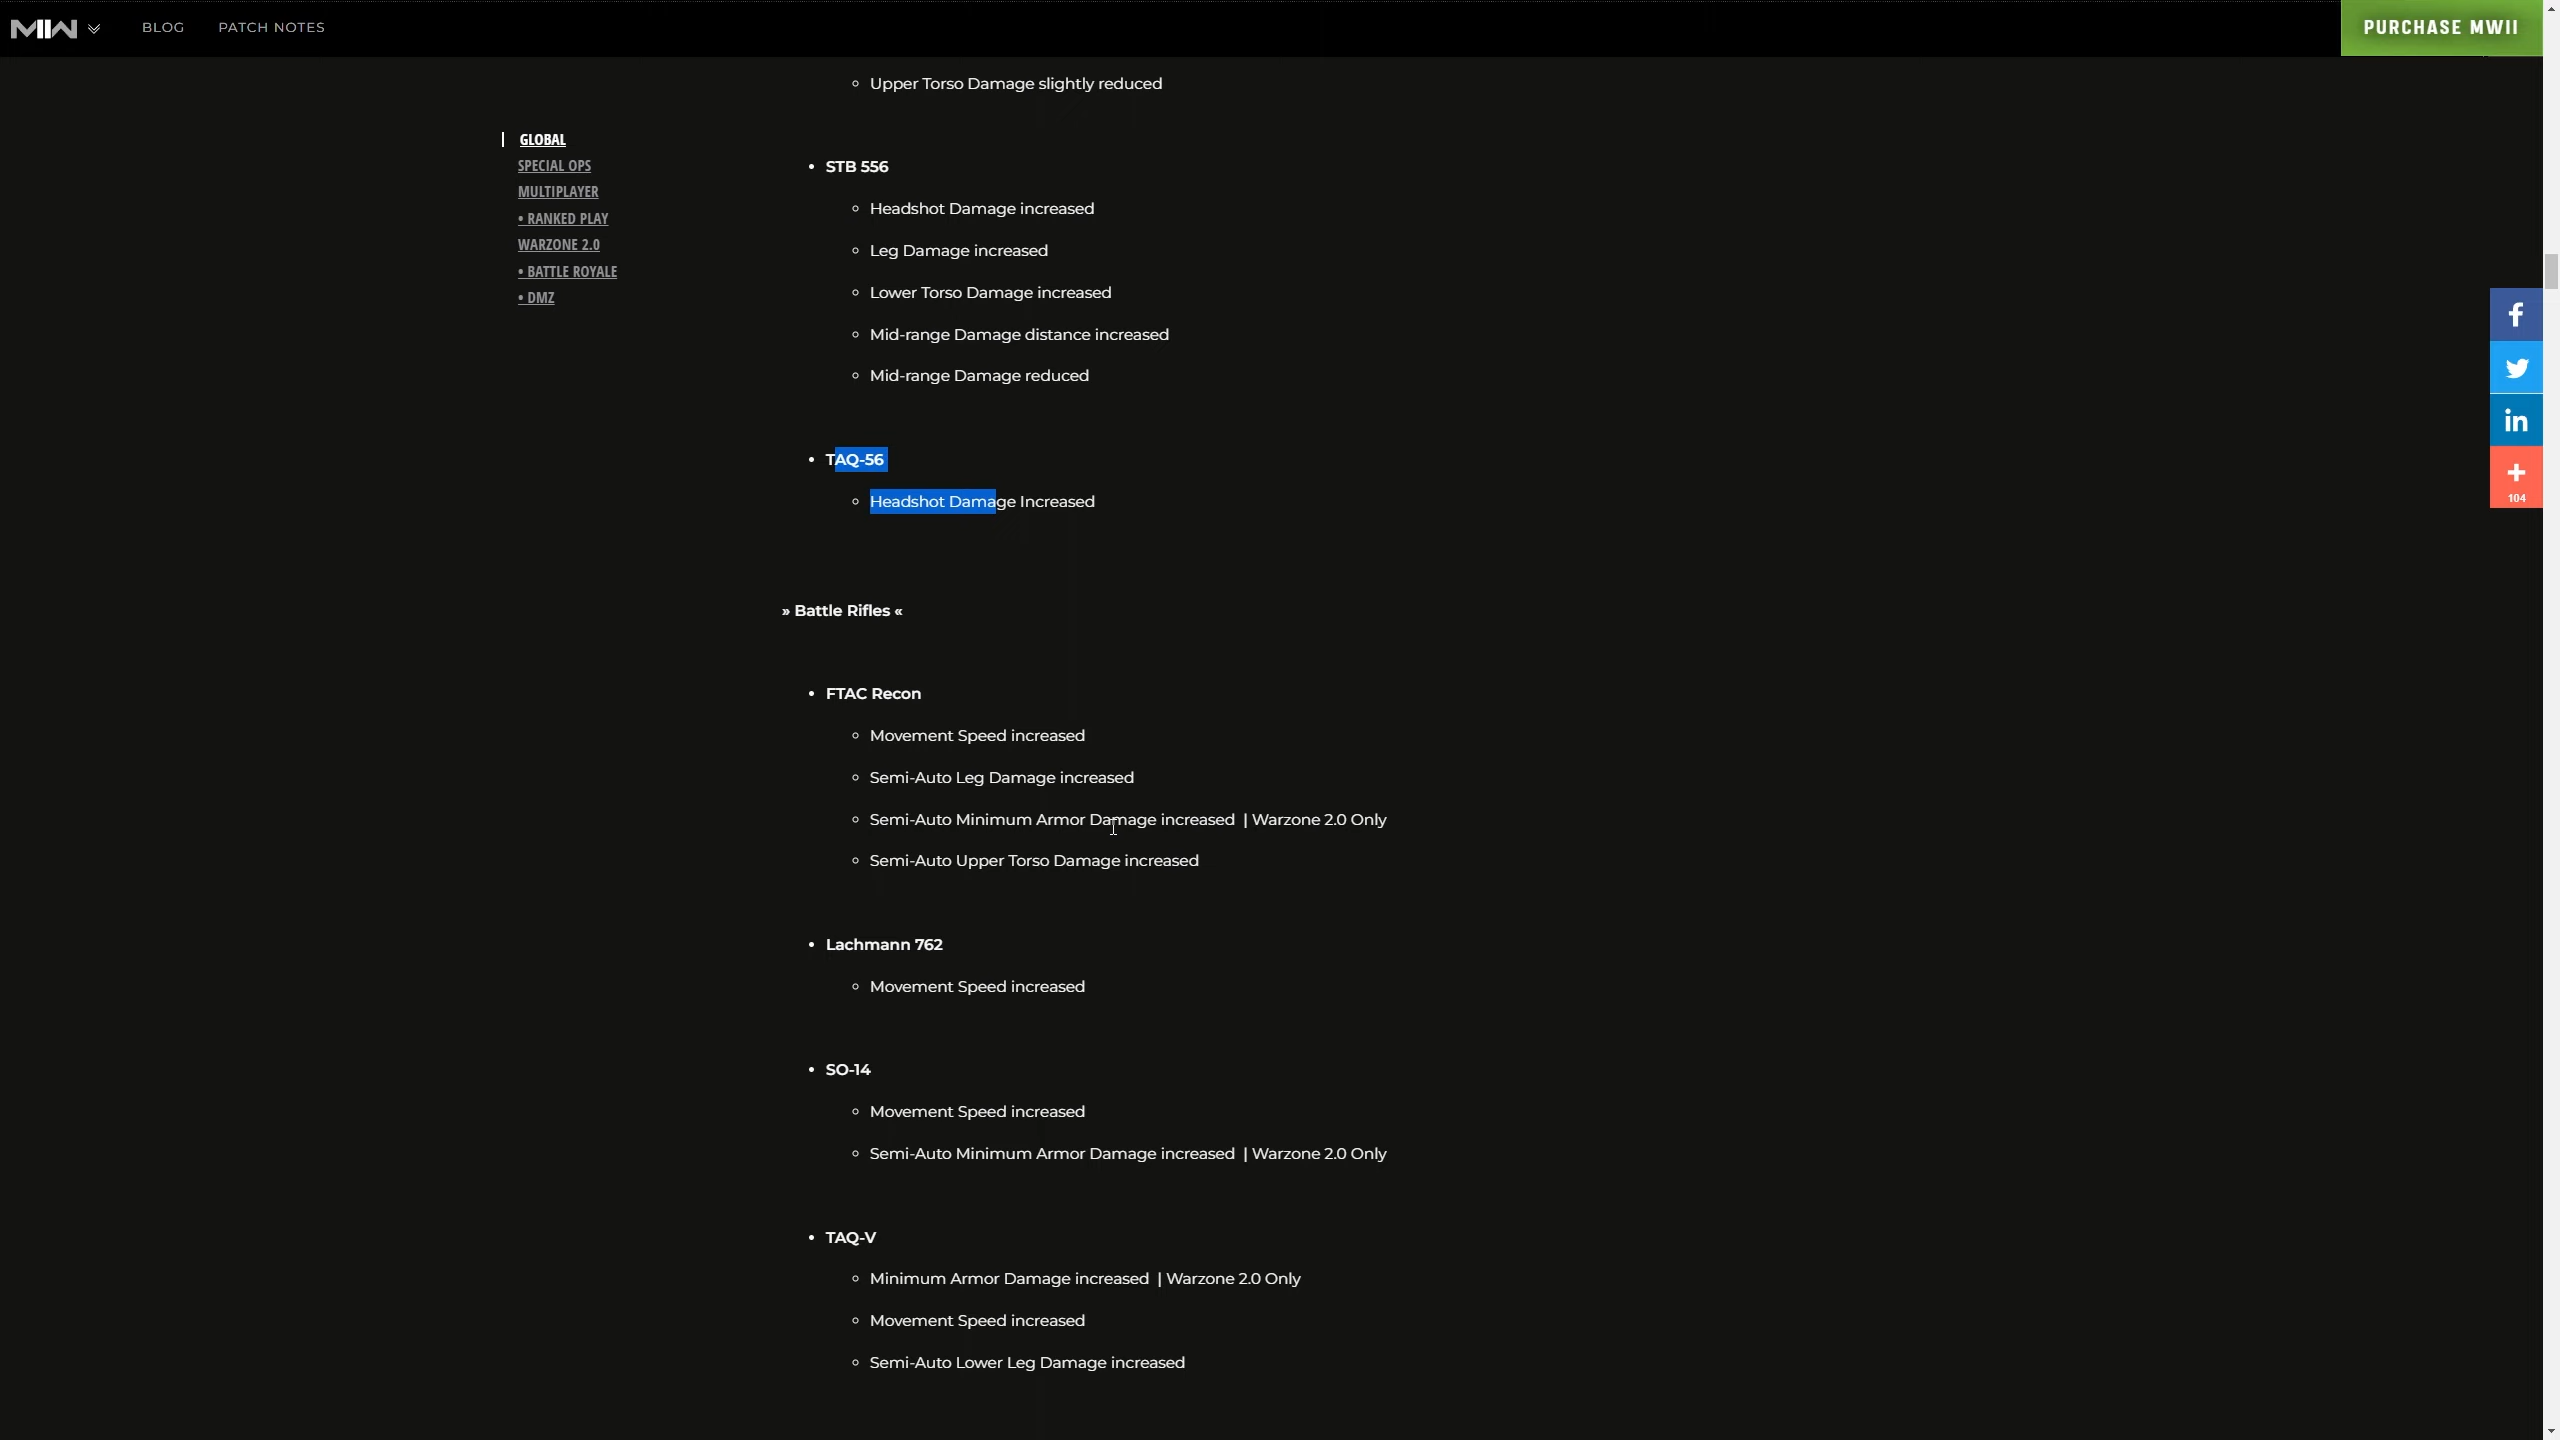 MWII
BLOG
PATCH NOTES
PURCHASE MWII
GLOBAL
SPECIAL OPS
MULTIPLAYER
• RANKED PLAY
WARZONE 2.0
• BATTLE ROYALE
• DMZ
Upper Torso Damage slightly reduced
• STB 556
Headshot Damage increased
Leg Damage increased
Lower Torso Damage increased
Mid-range Damage distance increased
Mid-range Damage reduced
• TAQ-56
Headshot Damage Increased
» Battle Rifles «
• FTAC Recon
Movement Speed increased
Semi-Auto Leg Damage increased
Semi-Auto Minimum Armor Damage increased | Warzone 2.0 Only
Semi-Auto Upper Torso Damage increased
• Lachmann 762
Movement Speed increased
• SO-14
Movement Speed increased
Semi-Auto Minimum Armor Damage increased | Warzone 2.0 Only
• TAQ-V
Minimum Armor Damage increased | Warzone 2.0 Only
Movement Speed increased
Semi-Auto Lower Leg Damage increased
f
in
+
104